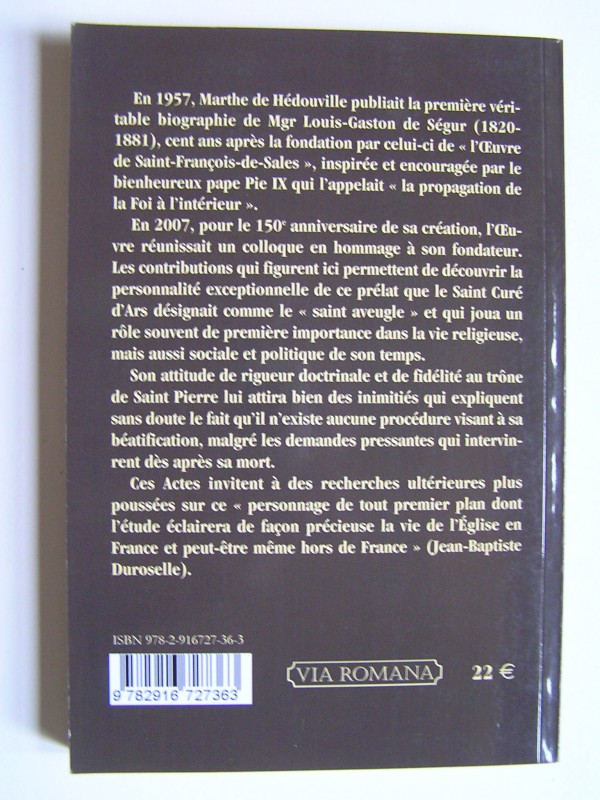 En 1957, Marthe de Hédouville publiait la première véri-
table biographie de Mgr Louis-Gaston de Ségur (1820-
1881), cent ans après la fondation par celui-ci de « l'Œuvre
de Saint-François-de-Sales », inspirée et encouragée par le
bienheureux pape Pie IX qui l'appelait « la propagation de
la Foi à l'intérieur ».
En 2007, pour le 150e anniversaire de sa création, l'Œu-
vre réunissait un colloque en hommage à son fondateur.
Les contributions qui figurent ici permettent de découvrir la
personnalité exceptionnelle de ce prélat que le Saint Curé
d'Ars désignait comme le « saint aveugle » et qui joua un
rôle souvent de première importance dans la vie religieuse,
mais aussi sociale et politique de son temps.
Son attitude de rigueur doctrinale et de fidélité au trône
de Saint Pierre lui attira bien des inimitiés qui expliquent
sans doute le fait qu'il n'existe aucune procédure visant à sa
béatification, malgré les demandes pressantes qui intervin-
rent dès après sa mort.
Ces Actes invitent à des recherches ultérieures plus
poussées sur ce « personnage de tout premier plan dont
l'étude éclairera de façon précieuse la vie de l'Église en
France et peut-être même hors de France » (Jean-Baptiste
Duroselle).
ISBN 978-2-916727-36-3
9 782916 727363
VIA ROMANA
22 €